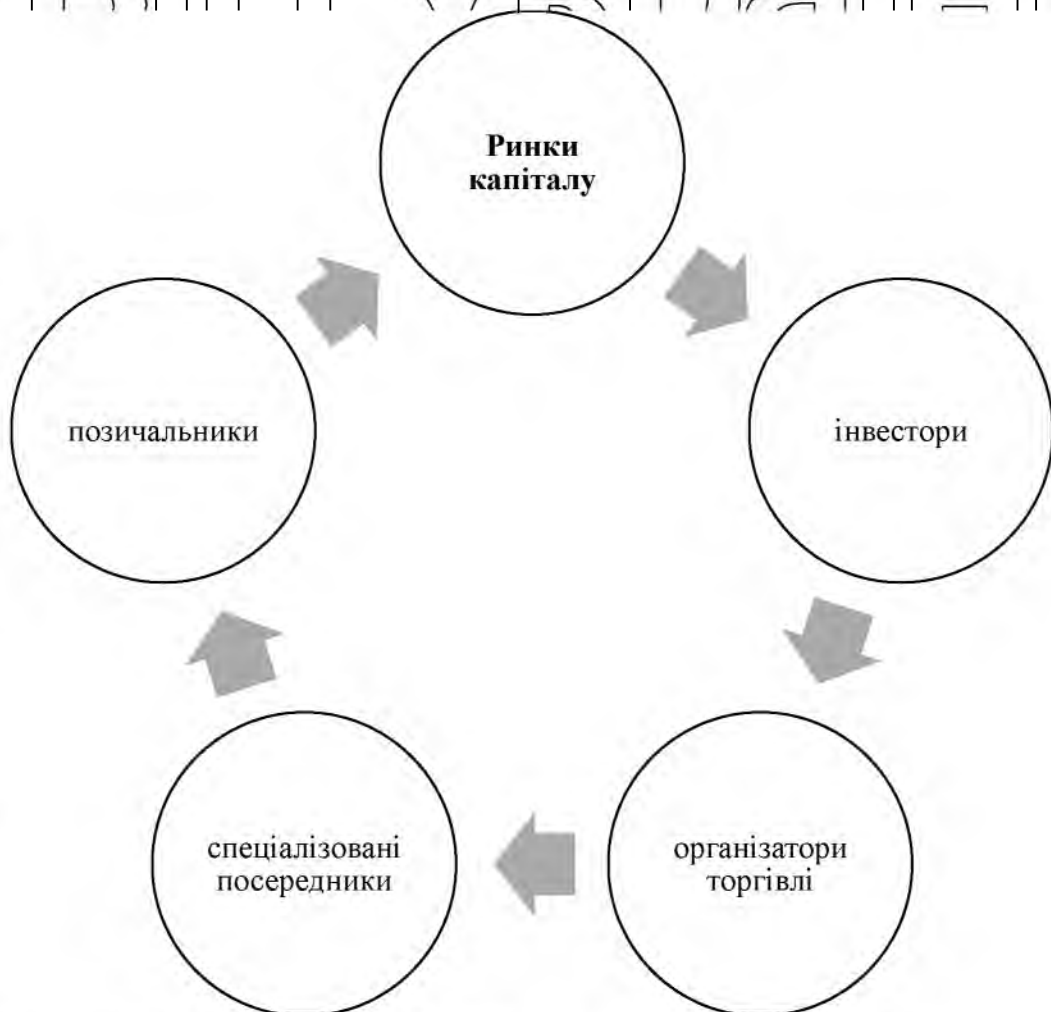 Ринки
капіталу
інвестори
організатори
торгівлі
спеціалізовані
посередники
позичальники